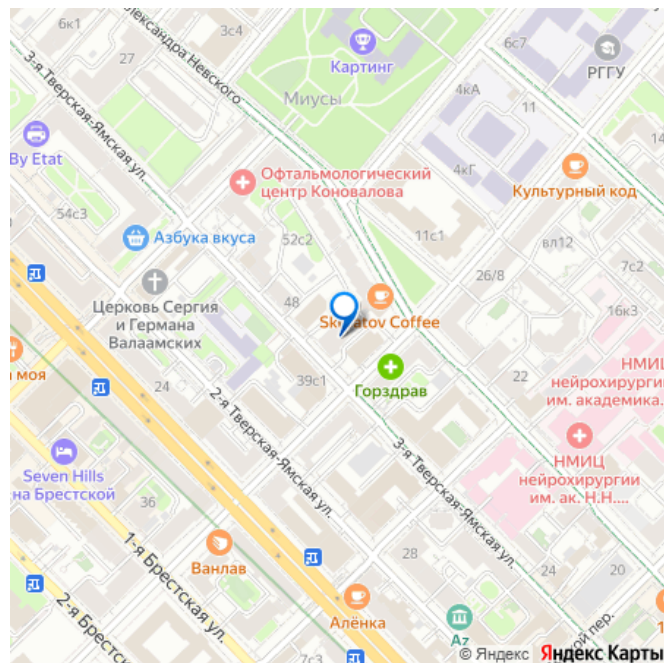 6к1
27
3с4
Александра Невского
Картинг
Миусы
6с7
РГГУ
4кА
11
14
3-я Тверская-Ямская ул.
By Etat
Офтальмологический
центр Коновалова
4кГ
Культурный код
54с3
Азбука вкуса
52с2
11с1
вл12
7с2
26/8
Церковь Сергия
и Германа
Валаамских
48
Coffee
16к3
моя
24
39с1
Горздрав
22
НМИЦ
нейрохирургии
им. академика.
2-я Тверская-Ямская ул.
3-я Тверская-Ямская ул.
НМИЦ
нейрохирургии
им. ак. Н.Н....
Seven Hills
на Брестской
36
1-я Брестская ул.
2-я Брестская
Ванлав
28
24
20
Алёнка
Az
пер.
7с3
1
© Яндекс Яндекс Карты